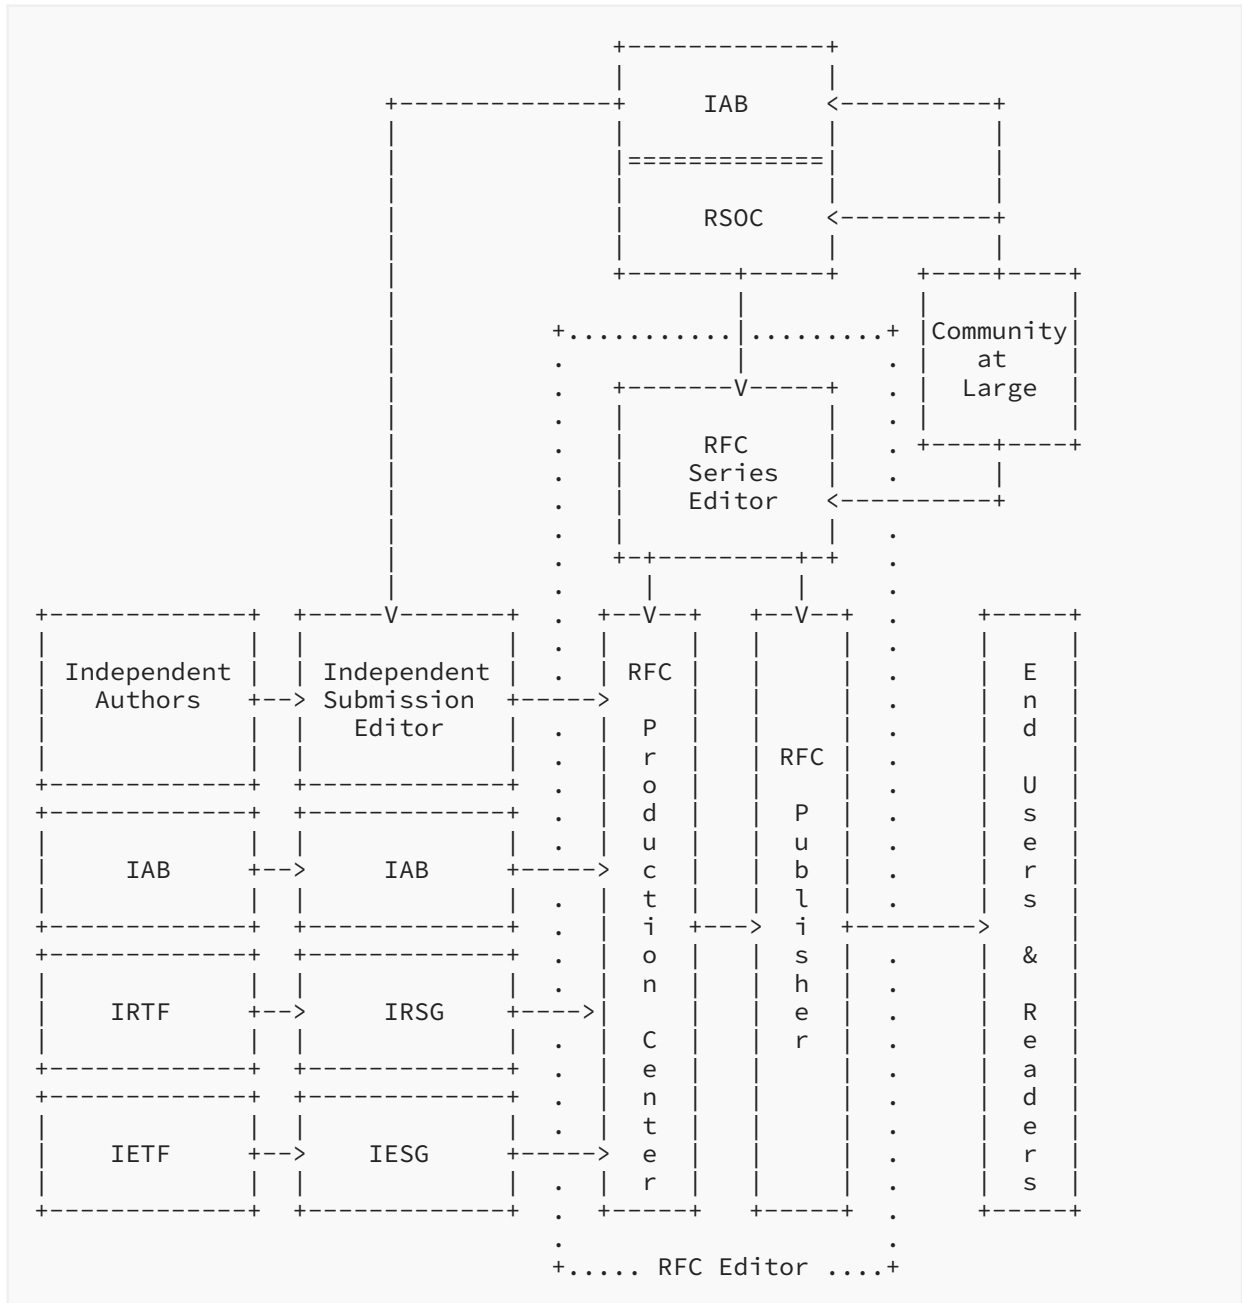 IAB
RSOC
Community
at
Large
RFC
Series
Editor
Independent
Authors
Independent
Submission
Editor
RFC
Production
Center
RFC
Publisher
End
Users
&
Readers
IAB
IAB
IRTF
IRSG
IETF
IESG
RFC Editor